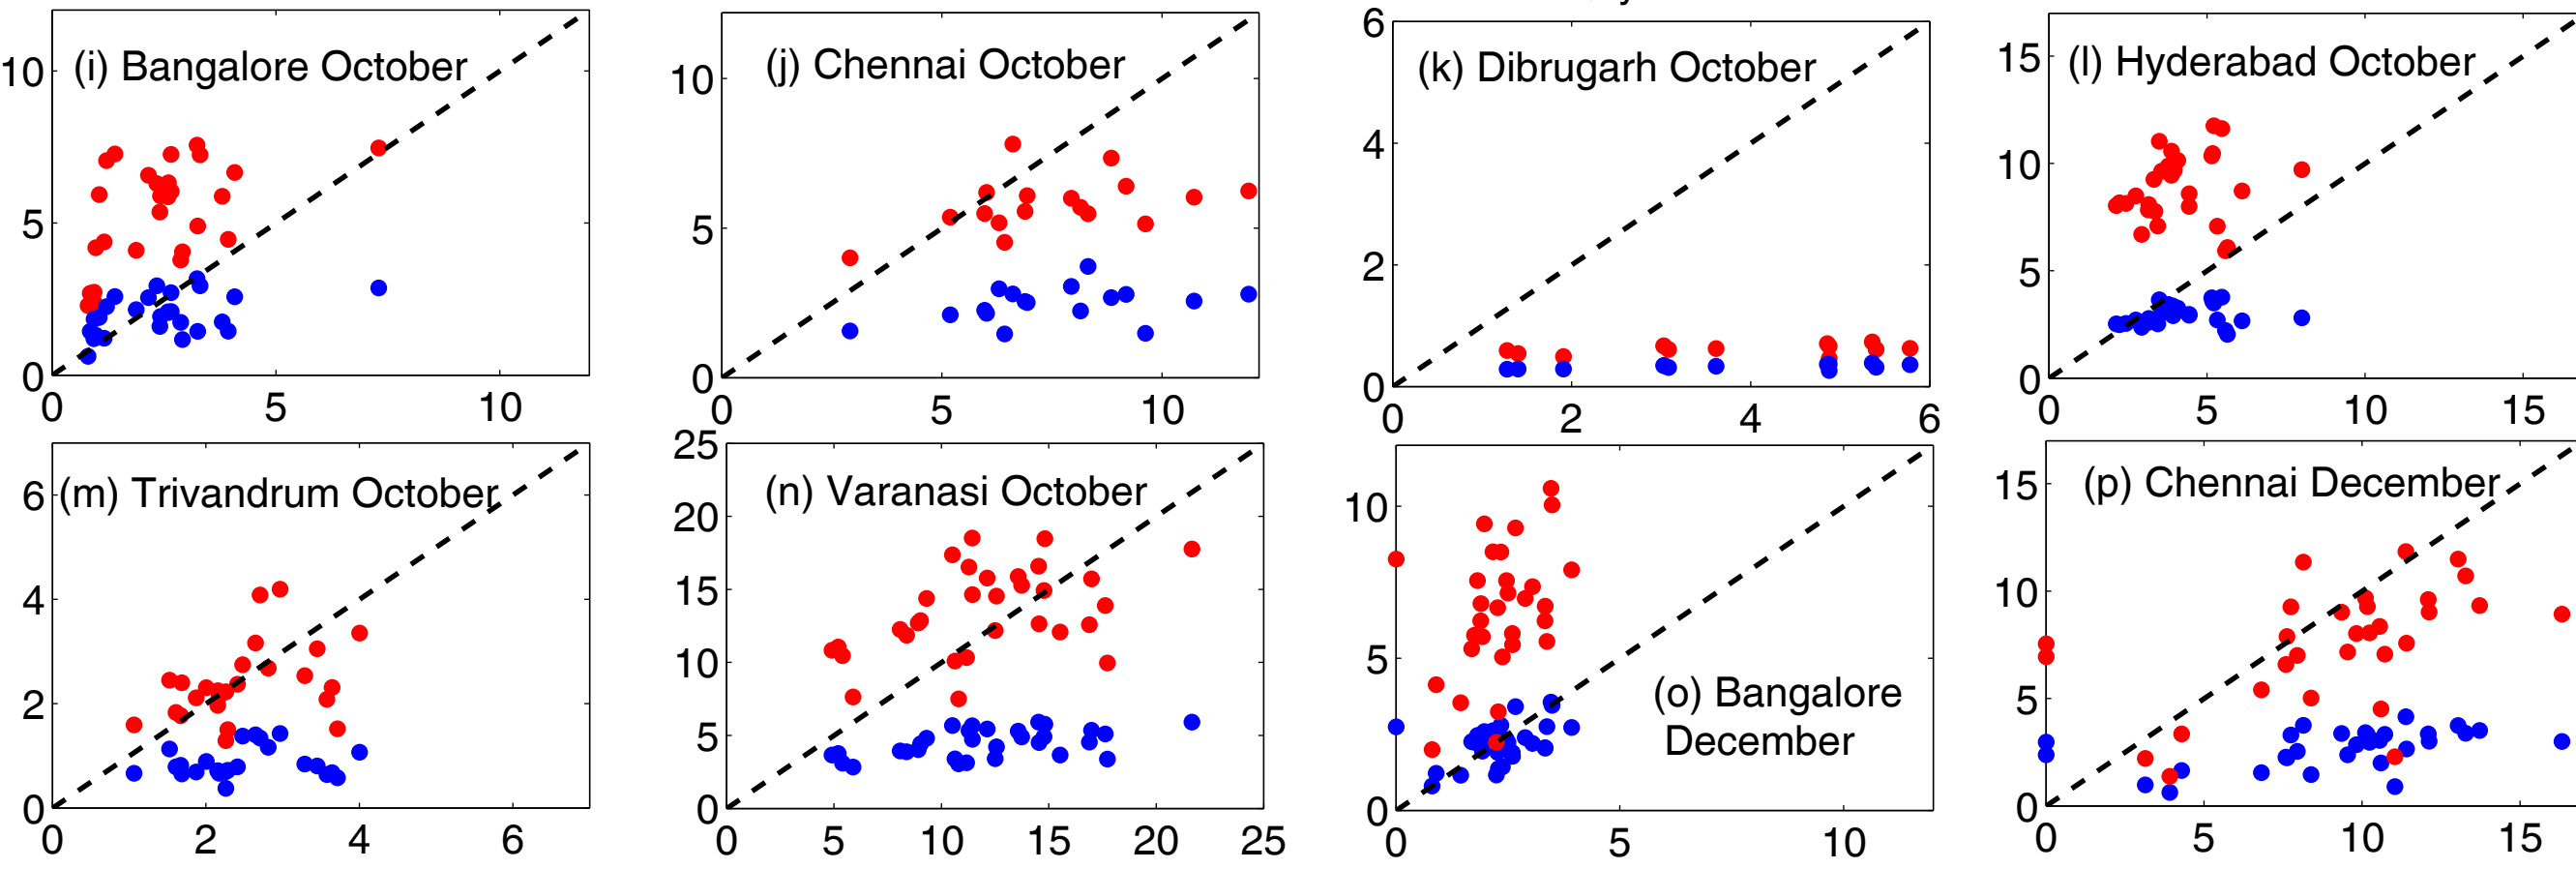 (i) Bangalore October
10
5
0
0 5 10
(j) Chennai October
10
5
0
0 5 10
(k) Dibrugarh October
6
4
2
0
0 2 4 6
(l) Hyderabad October
15
10
5
0
0 5 10 15
(m) Trivandrum October
6
4
2
0
0 2 4 6
(n) Varanasi October
25
20
15
10
5
0
0 5 10 15 20 25
(o) Bangalore
December
10
5
0
0 5 10
(p) Chennai December
15
10
5
0
0 5 10 15